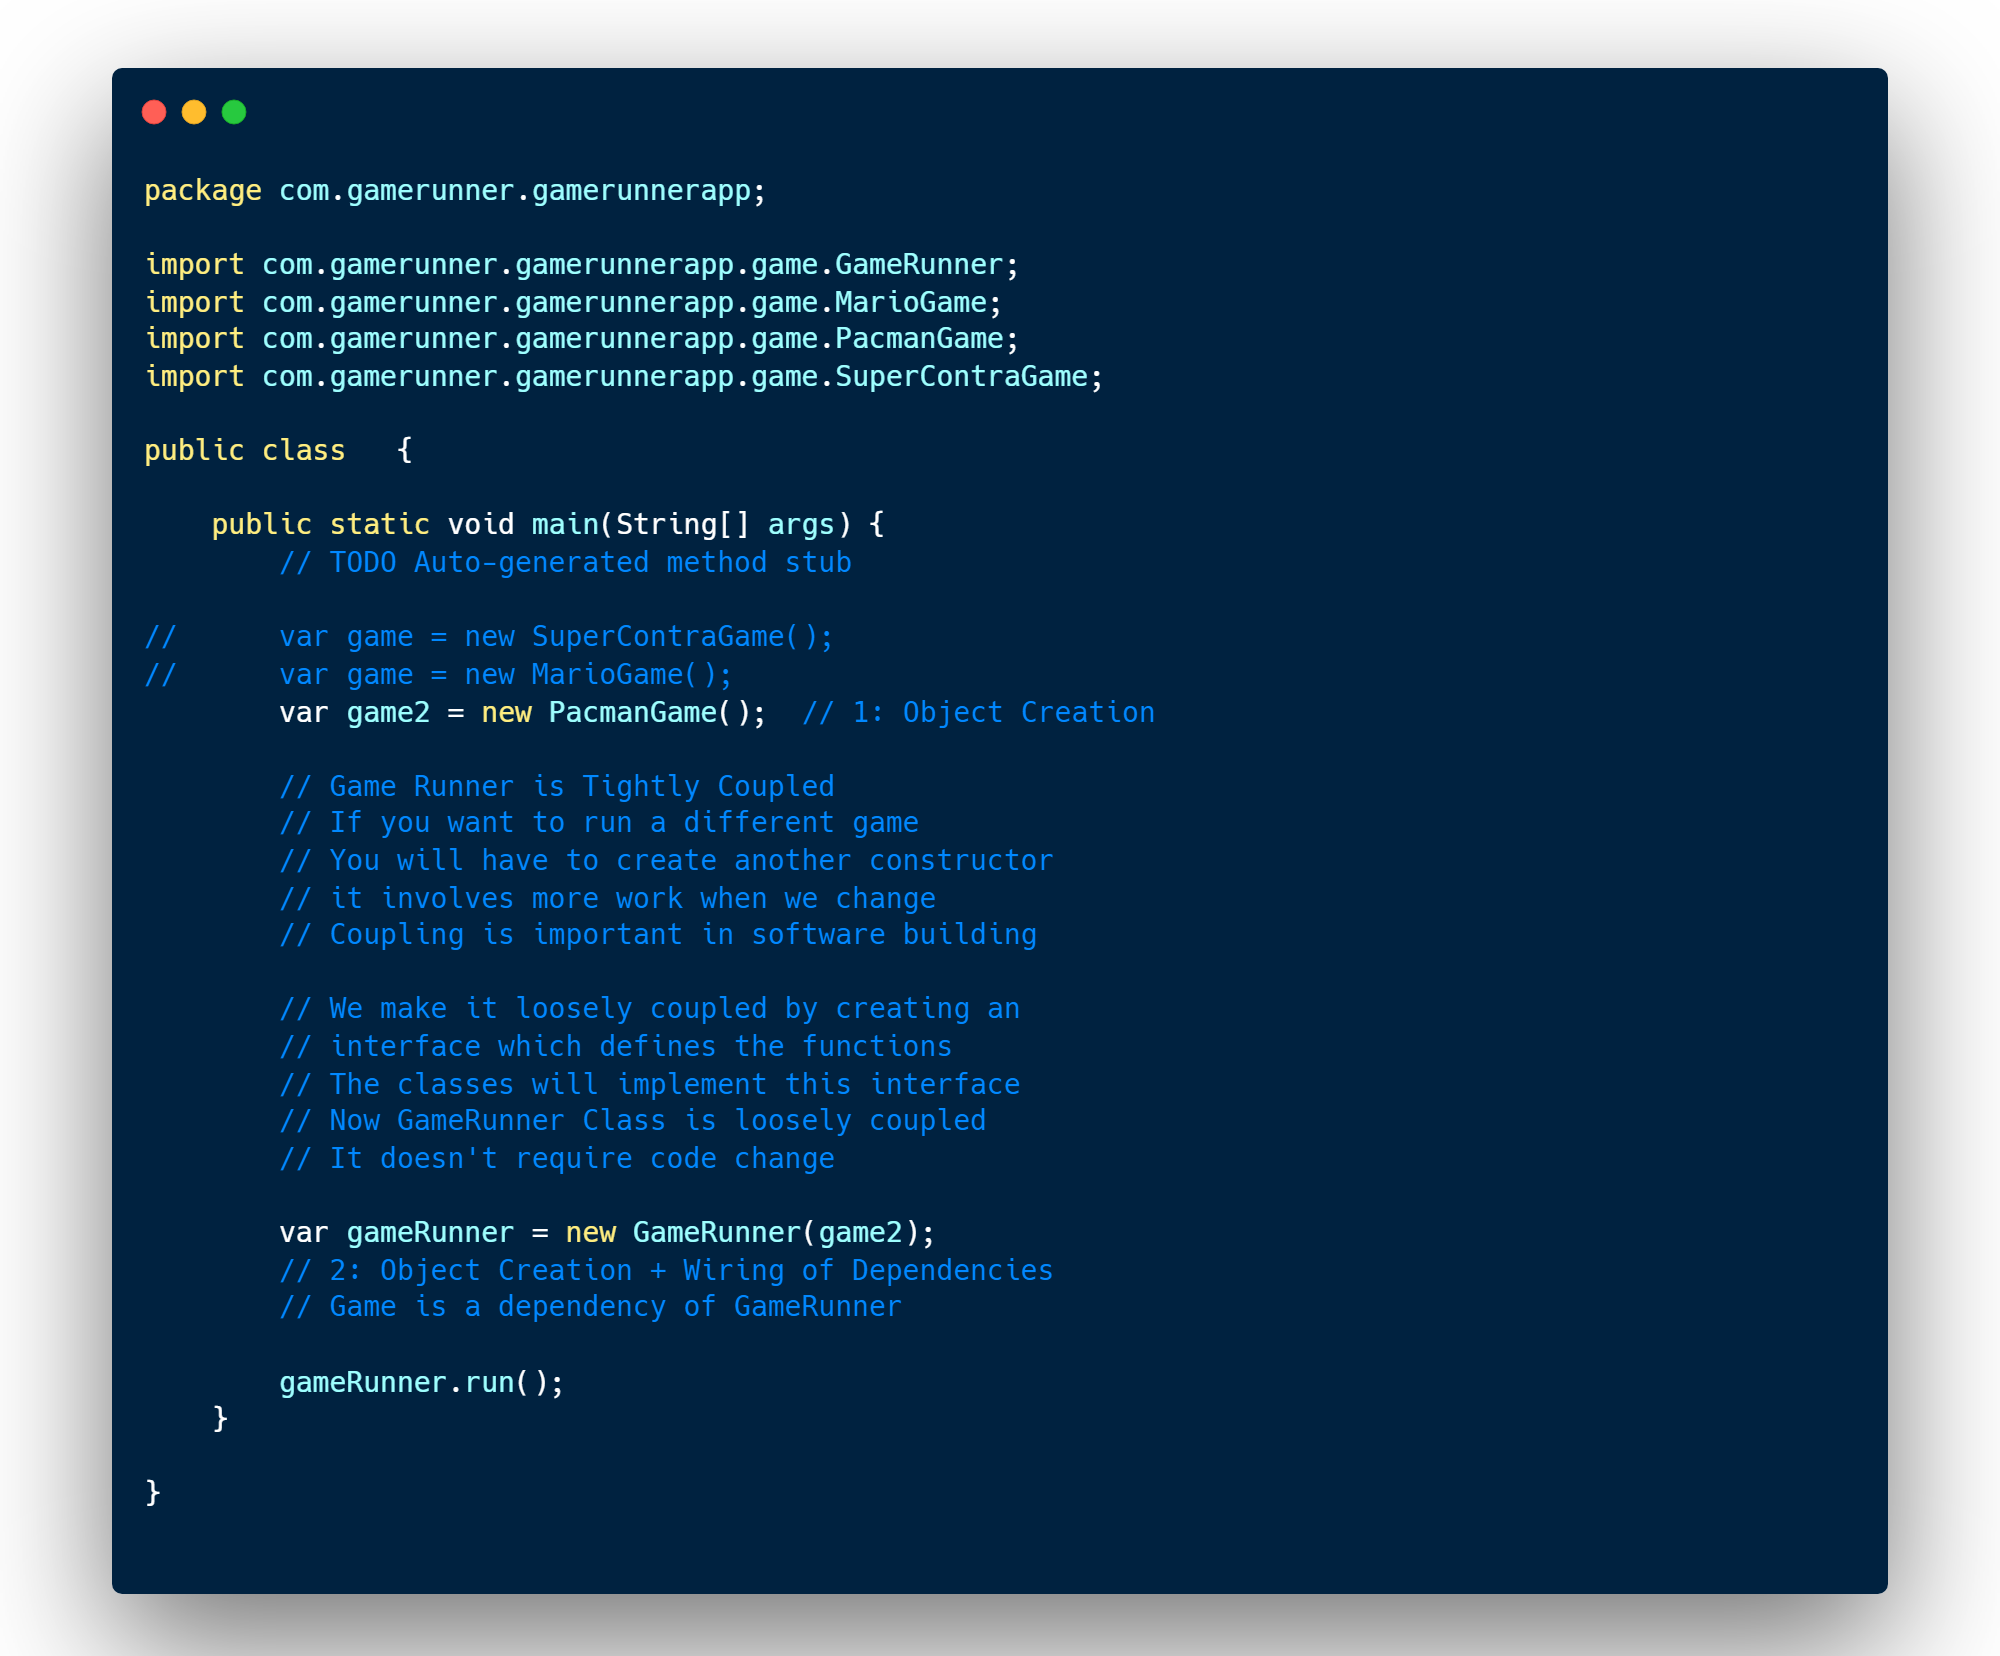 package com.gamerunner.gamerunnerapp;

import com.gamerunner.gamerunnerapp.game.GameRunner;
import com.gamerunner.gamerunnerapp.game.MarioGame;
import com.gamerunner.gamerunnerapp.game.PacmanGame;
import com.gamerunner.gamerunnerapp.game.SuperContraGame;

public class   {

    public static void main(String[] args) {
        // TODO Auto-generated method stub

//      var game = new SuperContraGame();
//      var game = new MarioGame();
        var game2 = new PacmanGame();  // 1: Object Creation

        // Game Runner is Tightly Coupled
        // If you want to run a different game
        // You will have to create another constructor
        // it involves more work when we change
        // Coupling is important in software building

        // We make it loosely coupled by creating an
        // interface which defines the functions
        // The classes will implement this interface
        // Now GameRunner Class is loosely coupled
        // It doesn't require code change

        var gameRunner = new GameRunner(game2);
        // 2: Object Creation + Wiring of Dependencies
        // Game is a dependency of GameRunner

        gameRunner.run();
    }

}